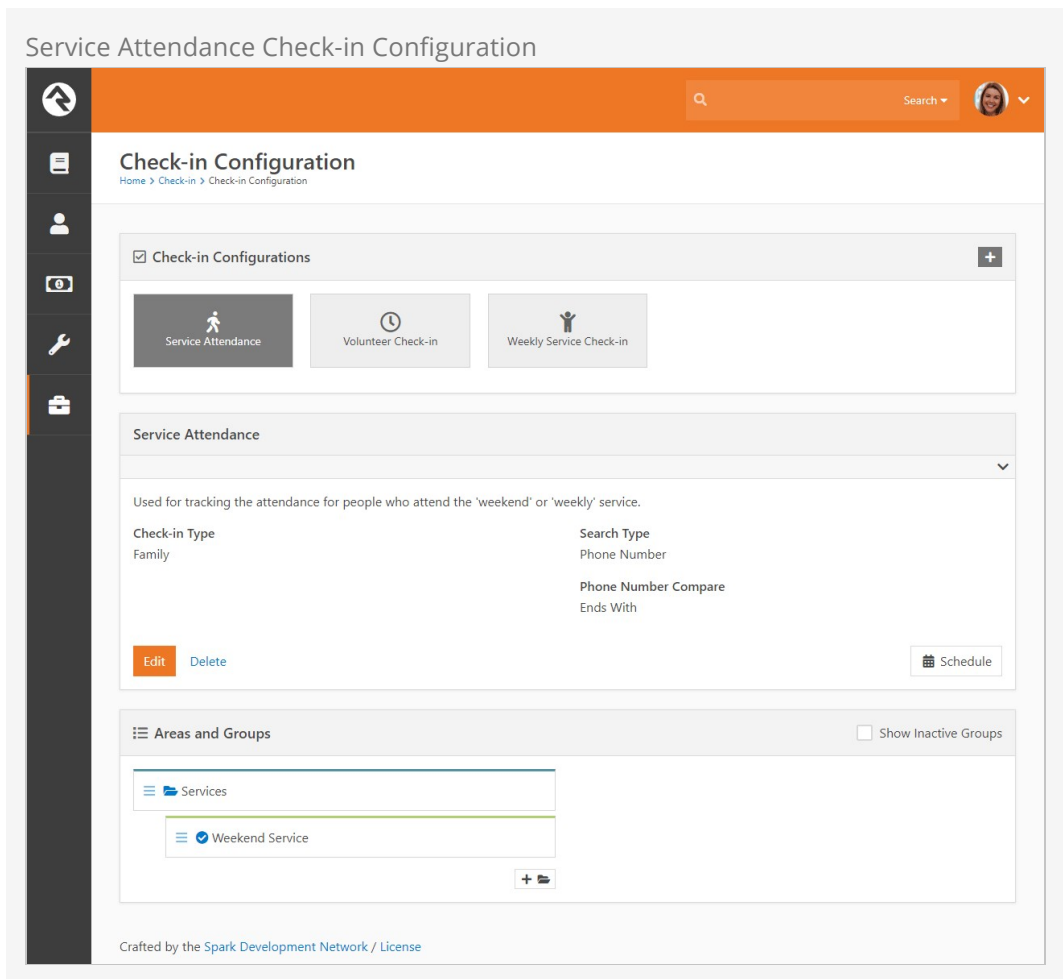 Service Attendance Check-in Configuration
Search
Check-in Configuration
Home > Check-in > Check-in Configuration
Check-in Configurations
Service Attendance
Volunteer Check-in
Weekly Service Check-in
Service Attendance
Used for tracking the attendance for people who attend the 'weekend' or 'weekly' service.
Check-in Type
Family
Search Type
Phone Number
Phone Number Compare
Ends With
Edit
Delete
Schedule
Areas and Groups
Show Inactive Groups
Services
Weekend Service
Crafted by the Spark Development Network / License